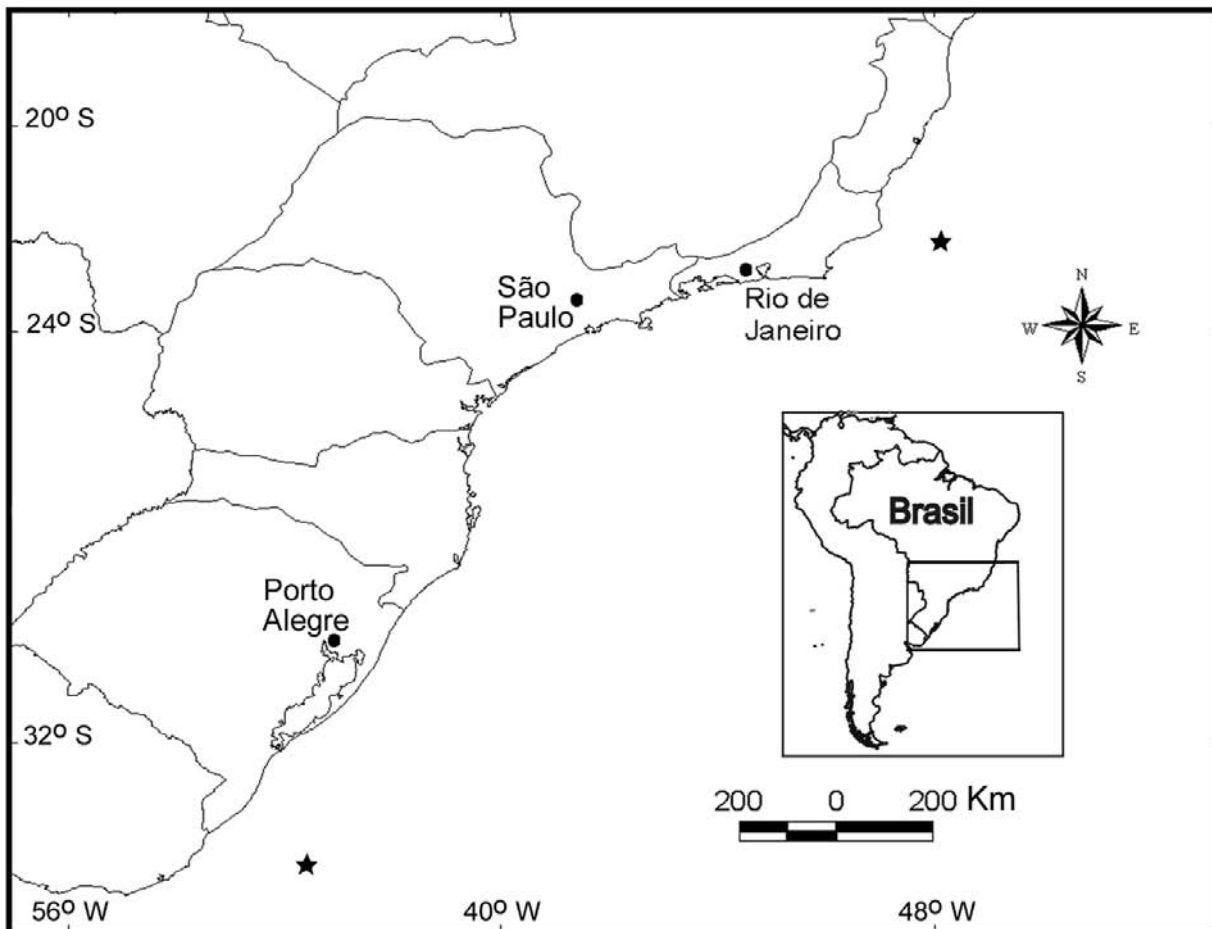 20º S
São
Paulo
Rio de
Janeiro
24º S
N
W
E
S
Brasil
Porto
Alegre
32º S
200 0 200 Km
56º W
40º W
48º W